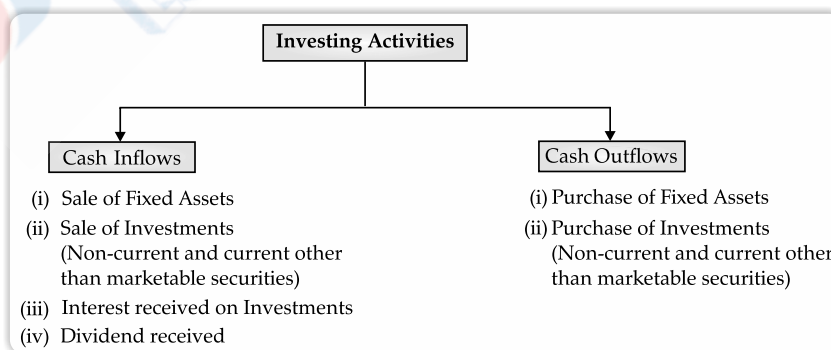 Investing Activities
Cash Inflows
(i) Sale of Fixed Assets
(ii) Sale of Investments
(Non-current and current other
than marketable securities)
(iii) Interest received on Investments
(iv) Dividend received
Cash Outflows
(i) Purchase of Fixed Assets
(ii) Purchase of Investments
(Non-current and current other
than marketable securities)